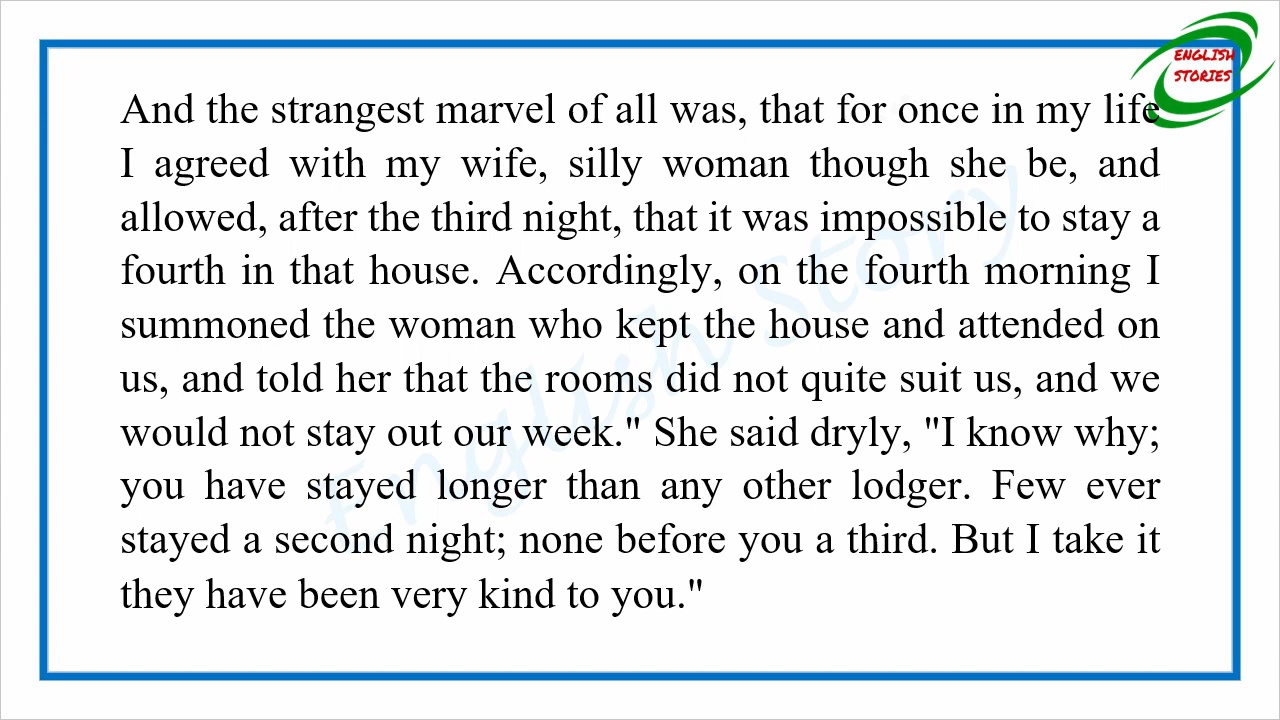 ENGLISH
STORIES
And the strangest marvel of all was, that for once in my life
I agreed with my wife, silly woman though she be, and
allowed, after the third night, that it was impossible to stay a
fourth in that house. Accordingly, on the fourth morning I
summoned the woman who kept the house and attended on
us, and told her that the rooms did not quite suit us, and we
would not stay out our week." She said dryly, "I know why;
you have stayed longer than any other lodger. Few ever
stayed a second night; none before you a third. But I take it
they have been very kind to you."
English Story